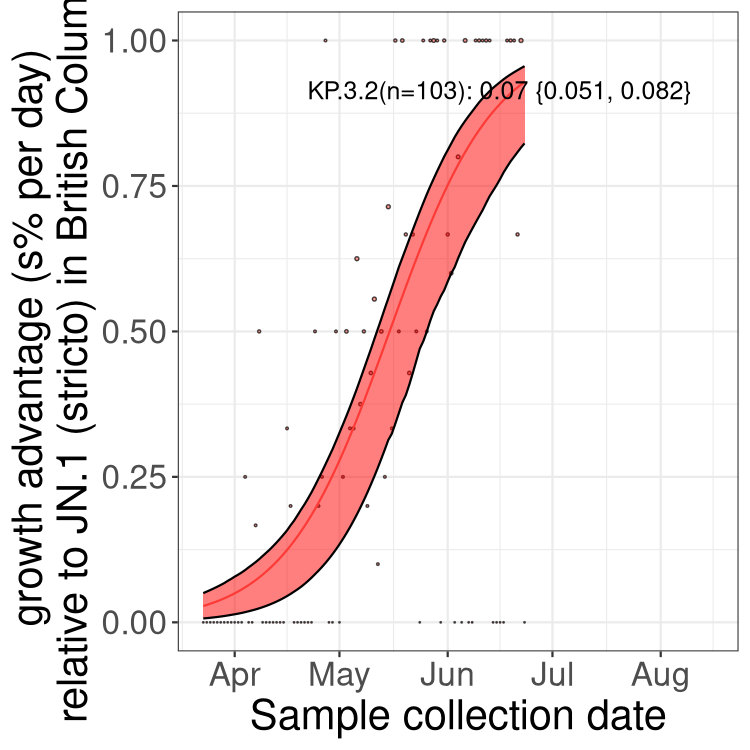 growth advantage (s% per day)
relative to JN.1 (stricto) in British Colum
1.00
0.75
0.50
0.25
0.00
KP.3.2(n=103): 0.07 {0.051, 0.082}
Apr May Jun Jul Aug
Sample collection date